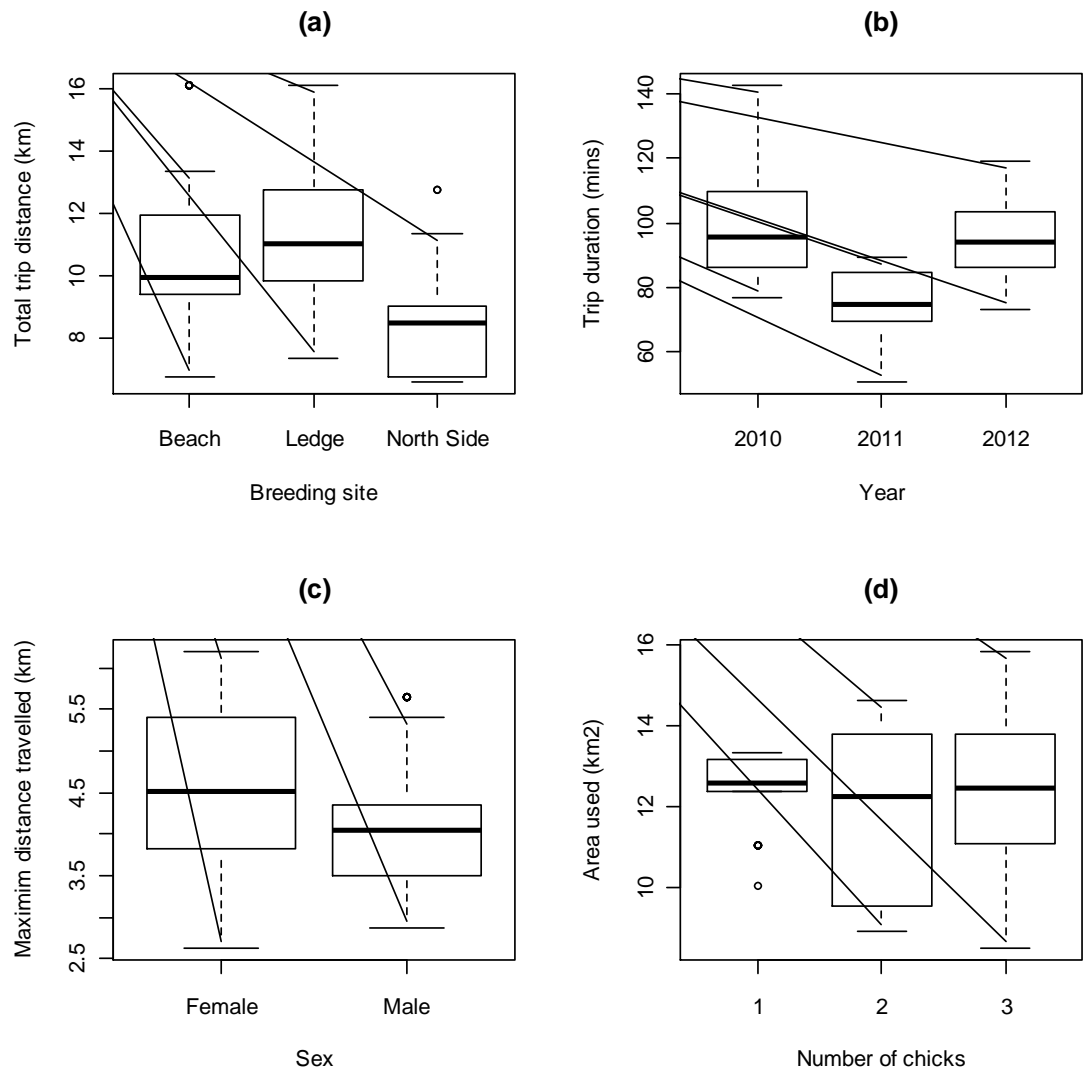 (a)
Total trip distance (km)
16
14
12
10
8
Beach Ledge North Side
Breeding site
(b)
Trip duration (mins)
140
120
100
80
60
2010 2011 2012
Year
(c)
Maximim distance travelled (km)
5.5
4.5
3.5
2.5
Female Male
Sex
(d)
Area used (km2)
16
14
12
10
1 2 3
Number of chicks